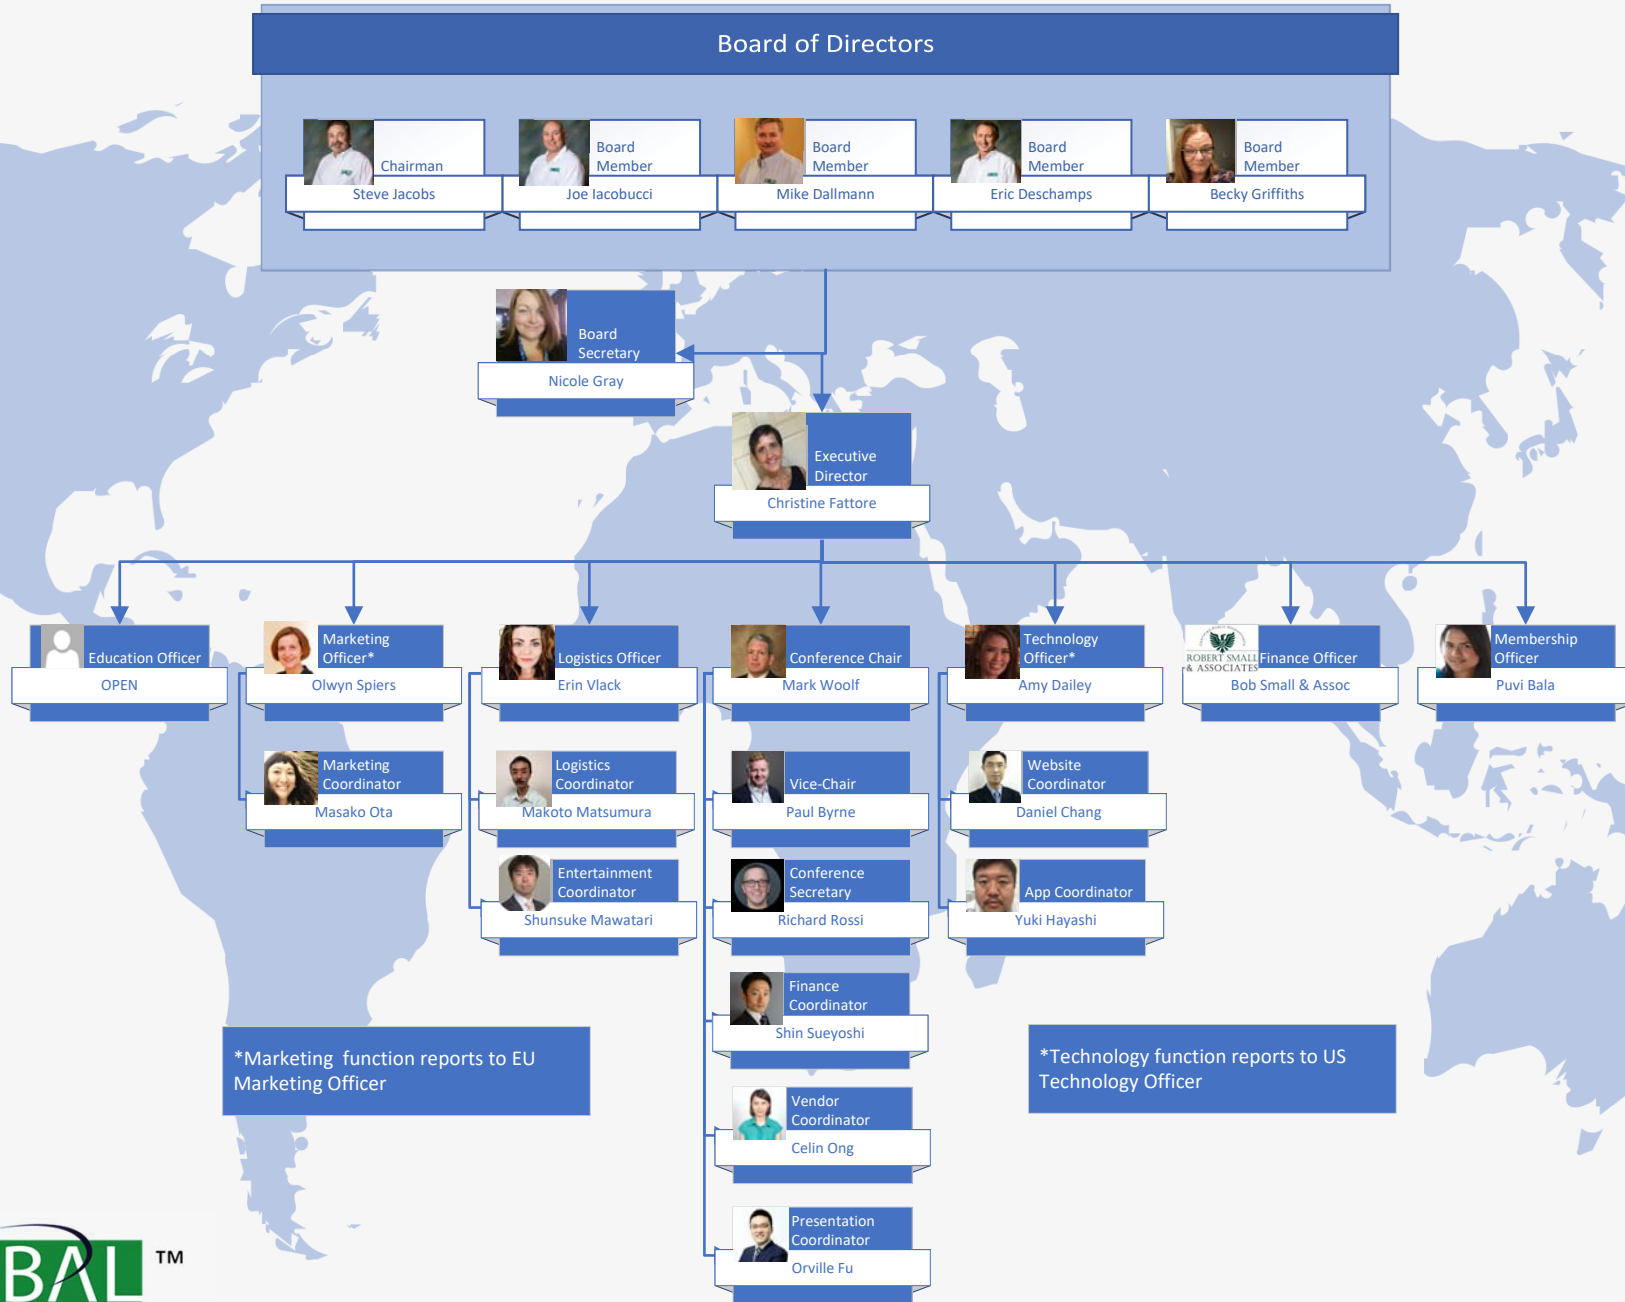 Board of Directors
Chairman
Steve Jacobs
Board
Member
Joe Iacobucci
Board
Member
Mike Dallmann
Board
Member
Eric Deschamps
Board
Member
Becky Griffiths
Board
Secretary
Nicole Gray
Executive
Director
Christine Fattore
Education Officer
OPEN
Marketing
Officer*
Olwyn Spiers
Logistics Officer
Erin Vlack
Conference Chair
Mark Woolf
Technology
Officer*
Amy Dailey
ROBERT SMALL
& ASSOCIATES
Finance Officer
Bob Small & Assoc
Membership
Officer
Puvi Bala
Marketing
Coordinator
Masako Ota
Logistics
Coordinator
Makoto Matsumura
Vice-Chair
Paul Byrne
Website
Coordinator
Daniel Chang
Entertainment
Coordinator
Shunsuke Mawatari
Conference
Secretary
Richard Rossi
App Coordinator
Yuki Hayashi
Finance
Coordinator
Shin Sueyoshi
*Marketing function reports to EU
Marketing Officer
*Technology function reports to US
Technology Officer
Vendor
Coordinator
Celin Ong
Presentation
Coordinator
Orville Fu
BAL TM